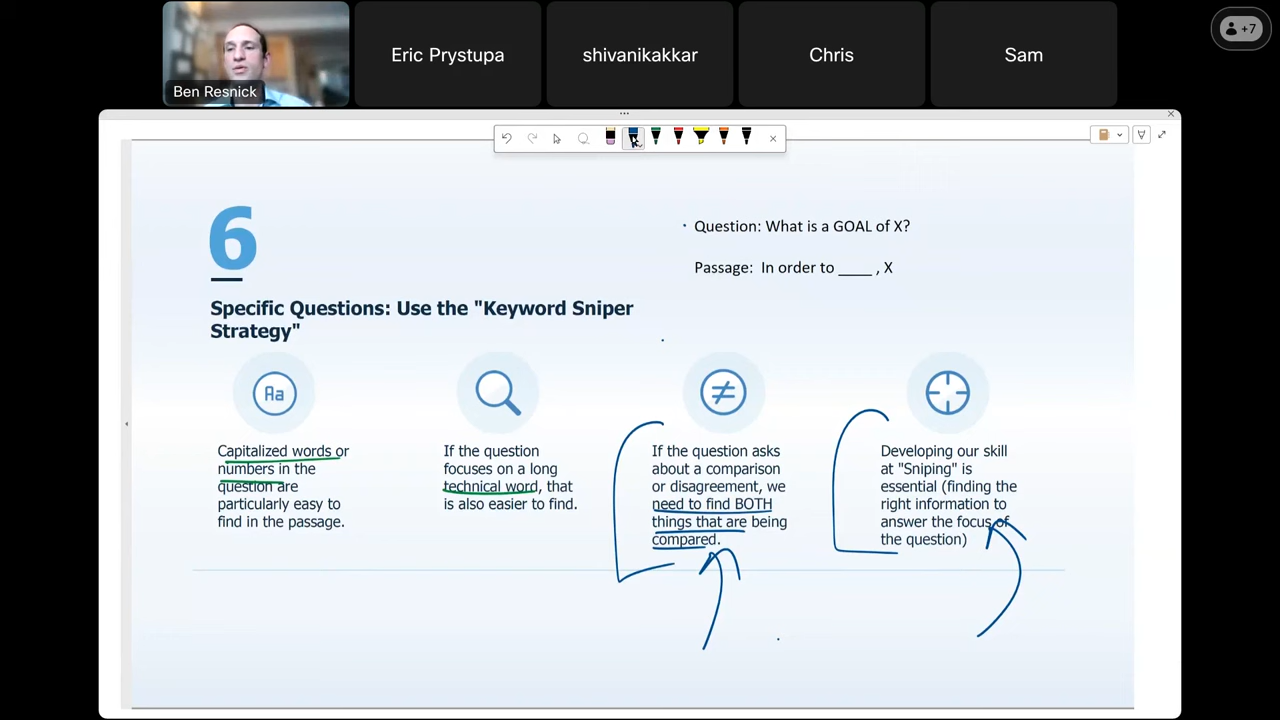 Ben Resnick
Eric Prystupa
shivanikakkar
Chris
Sam
+7
6
Question: What is a GOAL of X?
Passage: In order to ____ , X
Specific Questions: Use the "Keyword Sniper
Strategy"
Aa
Capitalized words or
numbers in the
question are
particularly easy to
find in the passage.
If the question
focuses on a long
technical word, that
is also easier to find.
If the question asks
about a comparison
or disagreement, we
need to find BOTH
things that are being
compared.
Developing our skill
at "Sniping" is
essential (finding the
right information to
answer the focus of
the question)